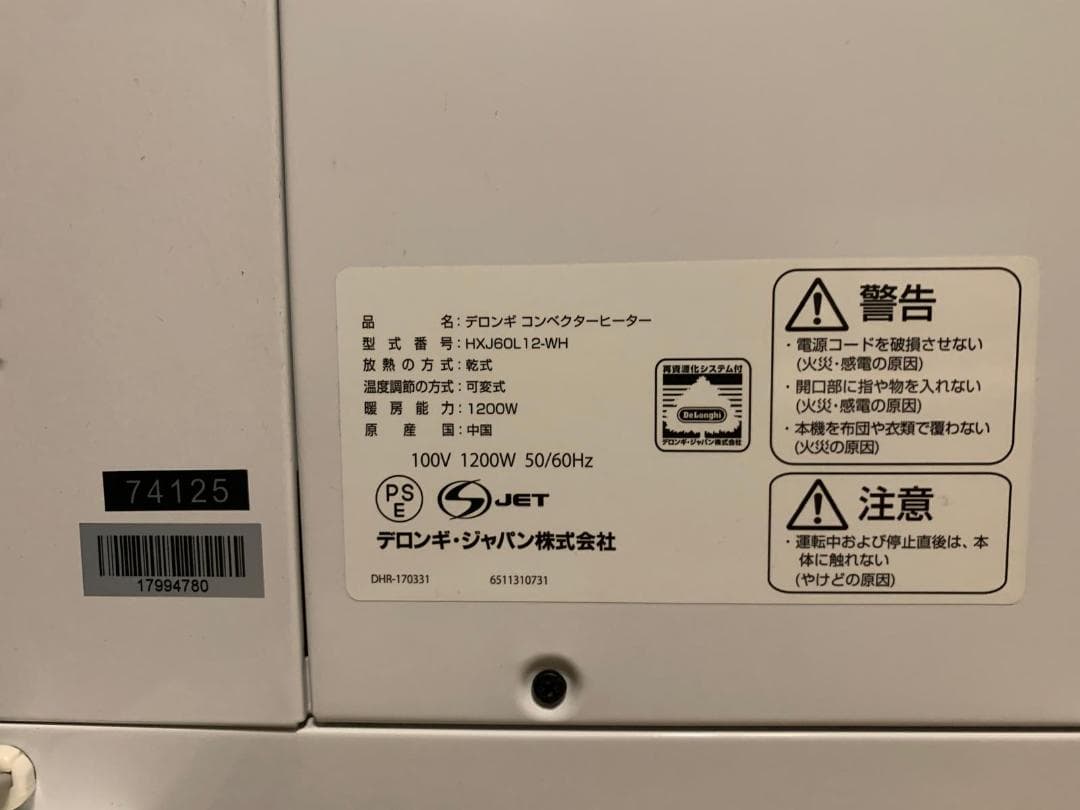 品 名:デロンギ コンベクターヒーター
型式番号:HXJ60L12-WH
放熱の方式:乾式
温度調節の方式:可変式
暖房能力:1200W
原産国:中国
100V 1200W 50/60Hz
PS
E
JET
デロンギ・ジャパン株式会社
DHR-170331 6511310731
再資源化システム付
DeLonghi
デロンギ・ジャパン株式会社
警告
・電源コードを破損させない
(火災・感電の原因)
・開口部に指や物を入れない
(火災・感電の原因)
・本機を布団や衣類で覆わない
(火災の原因)
注意
・運転中および停止直後は、本
体に触れない
(やけどの原因)
74125
17994780